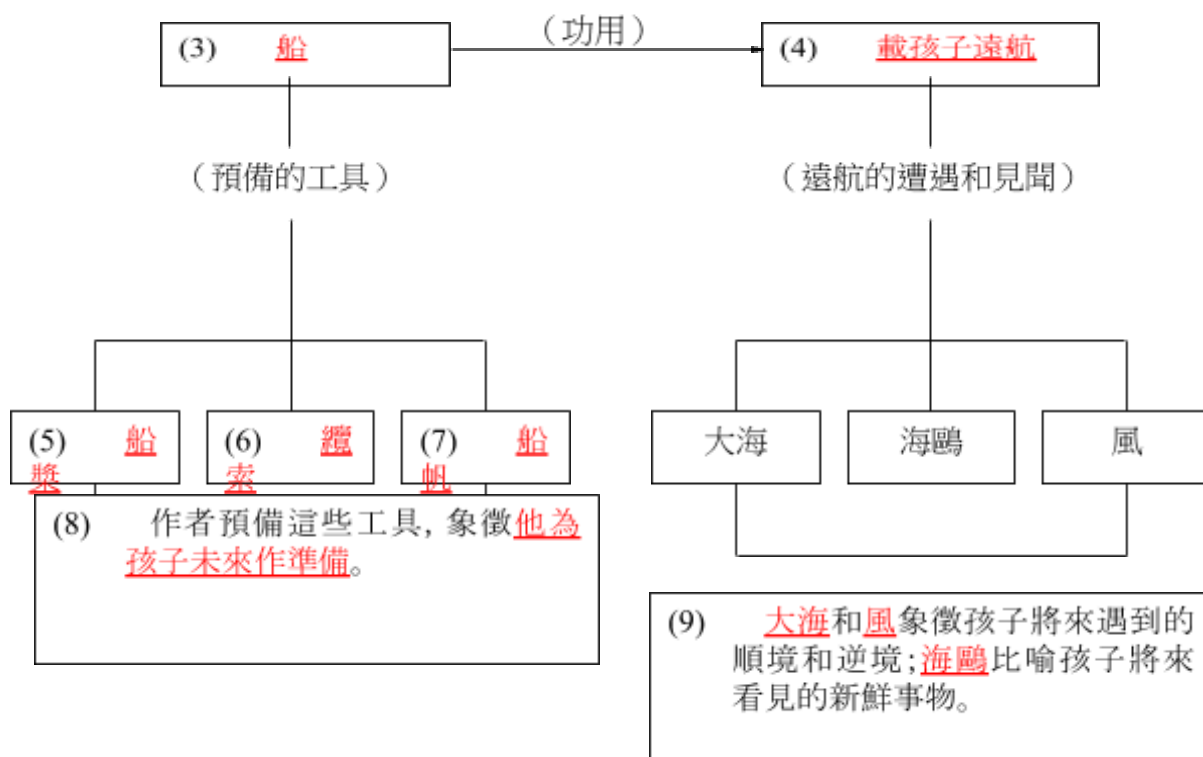 (3) 船
（功用）
(4) 載孩子遠航
（預備的工具）
（遠航的遭遇和見聞）
(5) 船
槳
(6) 纜
索
(7) 船
帆
大海
海鷗
風
(8) 作者預備這些工具，象徵他為
孩子未來作準備。
(9) 大海和風象徵孩子將來遇到的
順境和逆境；海鷗比喻孩子將來
看見的新鮮事物。